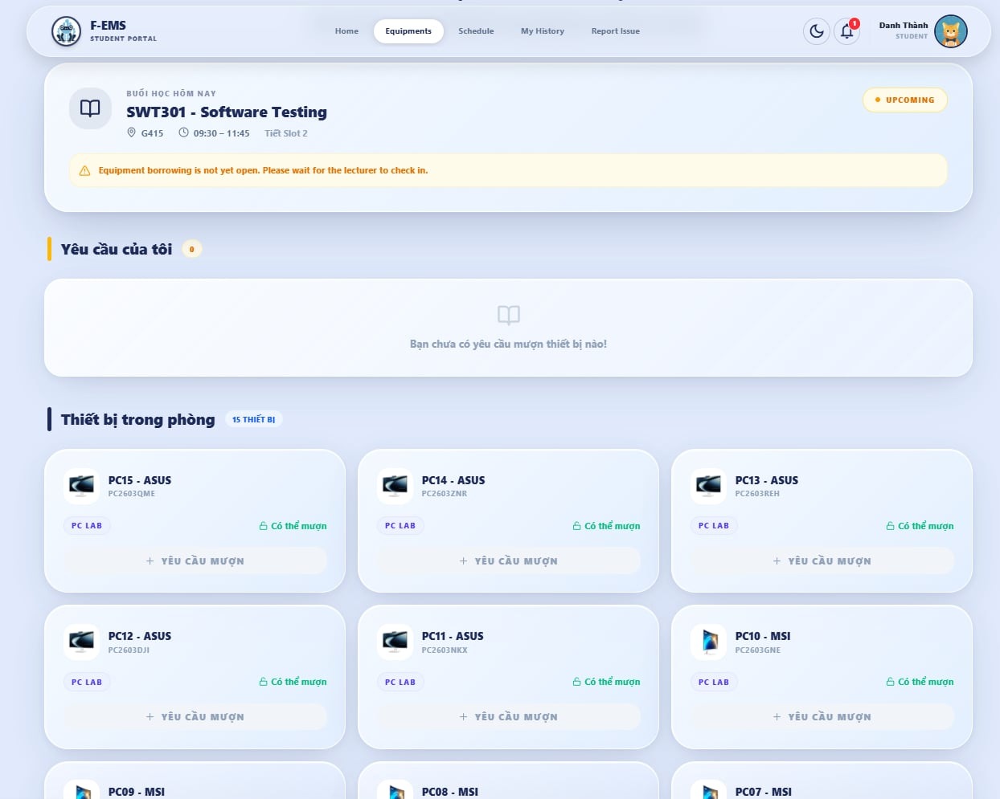 F-EMS
STUDENT PORTAL
Home
Equipments
Schedule
My History
Report Issue
1
Danh Thành
STUDENT
BUỔI HỌC HÔM NAY
SWT301 - Software Testing
G415
09:30 – 11:45
Tiết Slot 2
UPCOMING
Equipment borrowing is not yet open. Please wait for the lecturer to check in.
Yêu cầu của tôi
0
Bạn chưa có yêu cầu mượn thiết bị nào!
Thiết bị trong phòng
15 THIẾT BỊ
PC15 - ASUS
PC2603QME
PC LAB
Có thể mượn
+ YÊU CẦU MƯỢN
PC14 - ASUS
PC2603ZNR
PC LAB
Có thể mượn
+ YÊU CẦU MƯỢN
PC13 - ASUS
PC2603REH
PC LAB
Có thể mượn
+ YÊU CẦU MƯỢN
PC12 - ASUS
PC2603DJI
PC LAB
Có thể mượn
+ YÊU CẦU MƯỢN
PC11 - ASUS
PC2603NKX
PC LAB
Có thể mượn
+ YÊU CẦU MƯỢN
PC10 - MSI
PC2603GNE
PC LAB
Có thể mượn
+ YÊU CẦU MƯỢN
PC09 - MSI
PC08 - MSI
PC07 - MSI